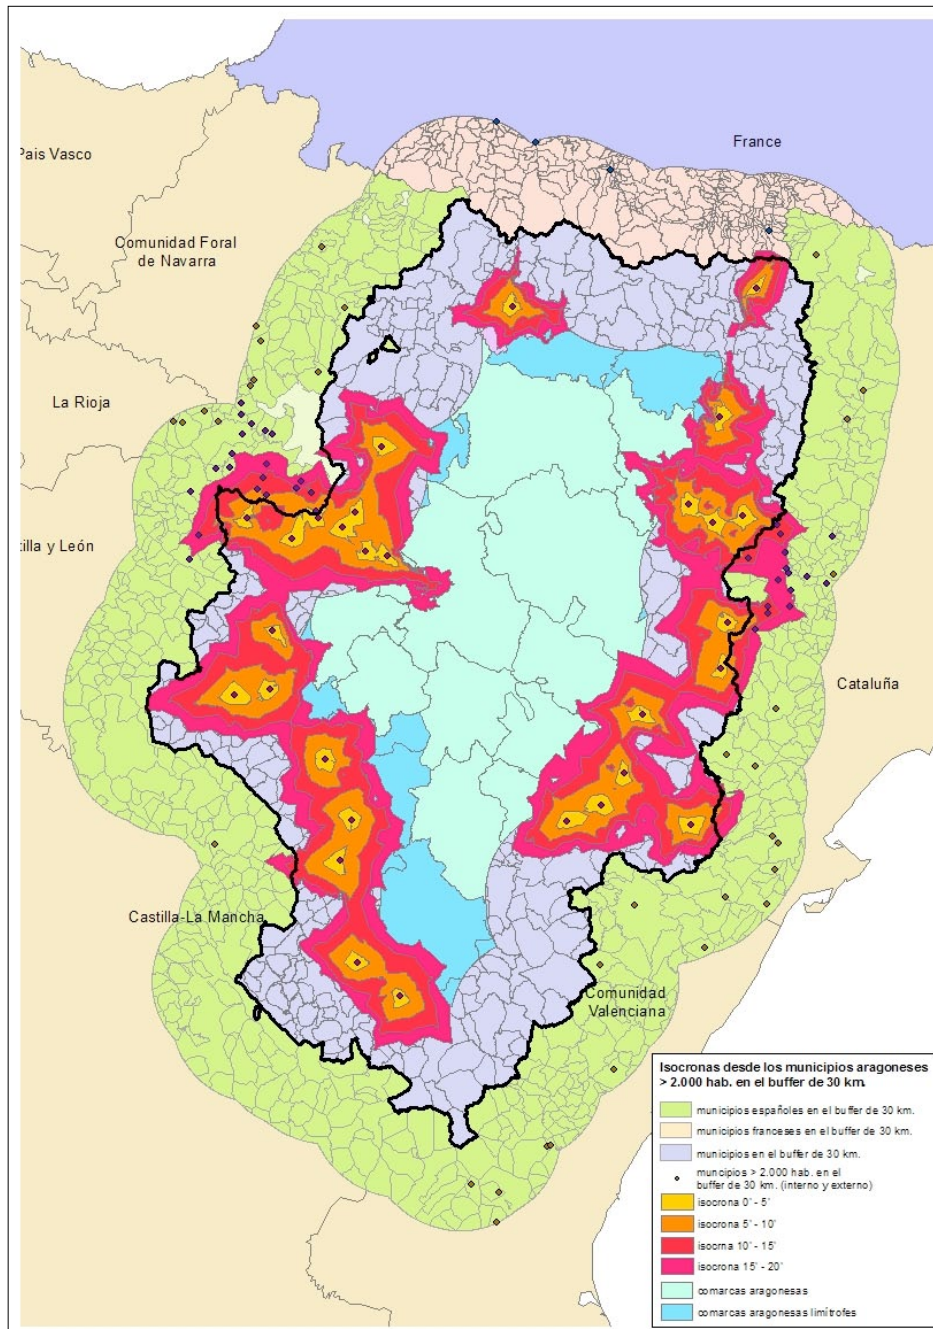 France
Pais Vasco
Comunidad Foral
de Navarra
La Rioja
tilla y León
Cataluña
Castilla-La Mancha
Comunidad
Valenciana
Isocronas desde los municipios aragoneses
> 2.000 hab. en el buffer de 30 km.
municipios españoles en el buffer de 30 km.
municipios franceses en el buffer de 30 km.
municipios en el buffer de 30 km.
muncipios > 2.000 hab. en el
buffer de 30 km. (interno y externo)
isocrona 0' - 5'
isocrona 5' - 10'
isocrna 10' - 15'
isocrona 15' - 20'
comarcas aragonesas
comarcas aragonesas limítrofes